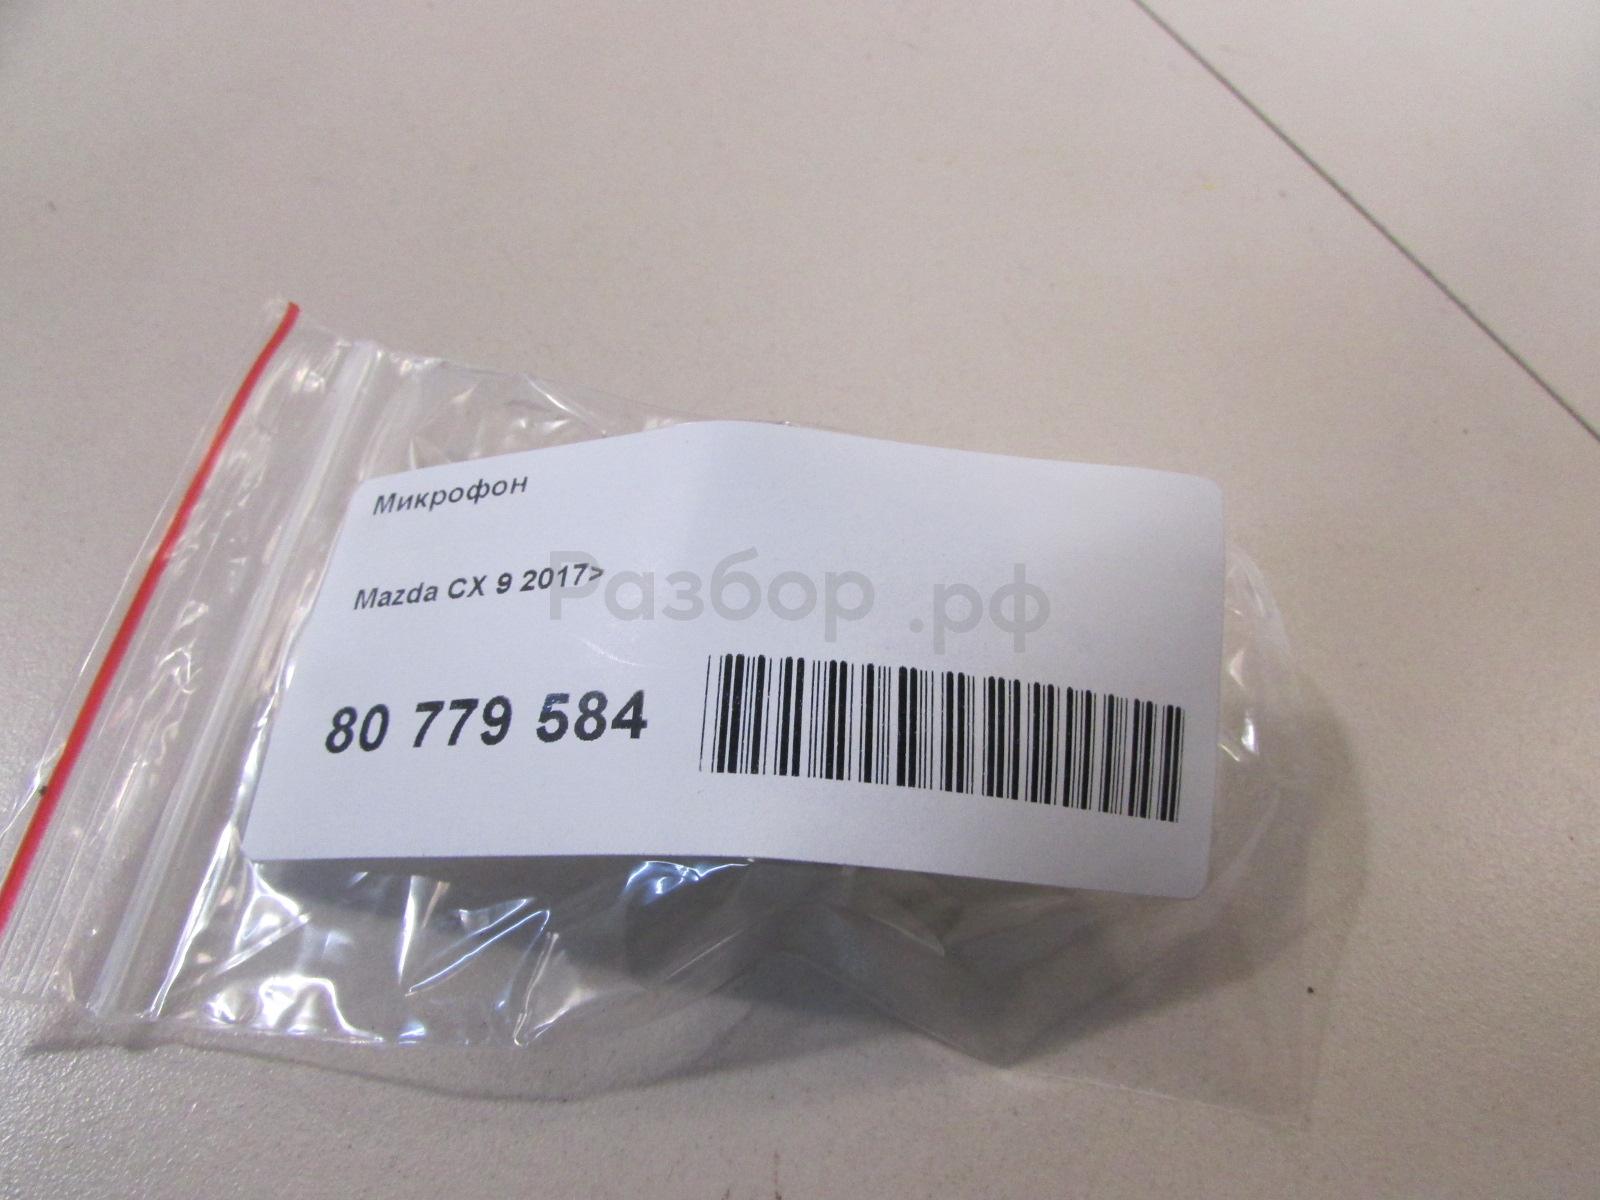 Микрофон
Mazda CX 9 2017>
Разбор.рф
80 779 584